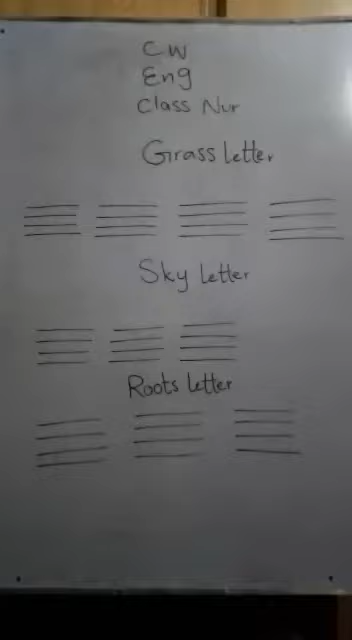 CW
Eng
Class Nur
Grass letter
Sky letter
Roots letter